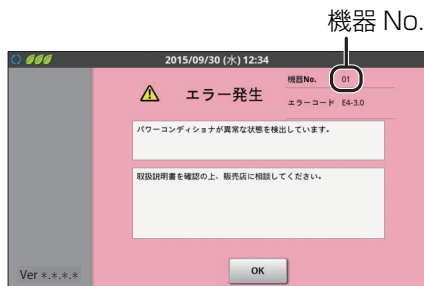 機器 No.
2015/09/30 (水) 12:34
機器No. 01
エラー発生
エラーコード E4-3.0
パワーコンディショナが異常な状態を検出しています。
取扱説明書を確認の上、販売店に相談してください。
OK
Ver *.*.*.*